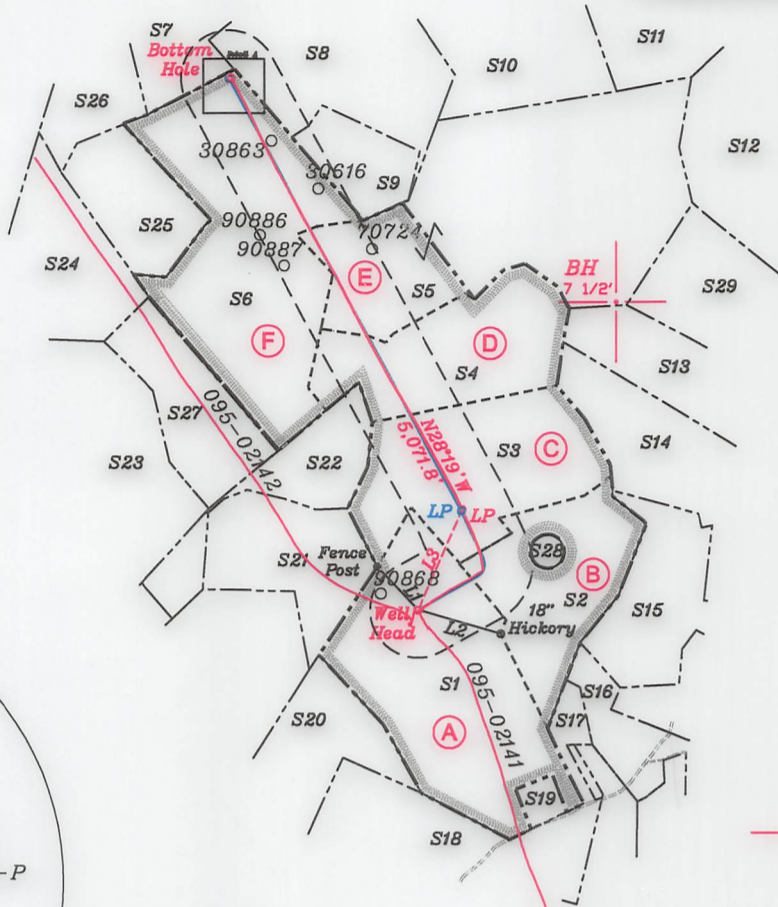 S7
Bottom
Hole
S8
S11
S10
S26
S12
30863
30616
S9
S25
90886
90887
70724
S24
BH
7 1/2'
S29
E
S5
S6
F
D
S4
S13
N28°19'W
5,071.8'
S27
095-02142
S23
S22
S3
C
S14
LP
LP
S21
Fence
Post
L3
S28
B
S2
S15
90868
L1
Well
Head
L2
18"
Hickory
S1
095-02141
S16
S17
S20
A
S19
S18
-P